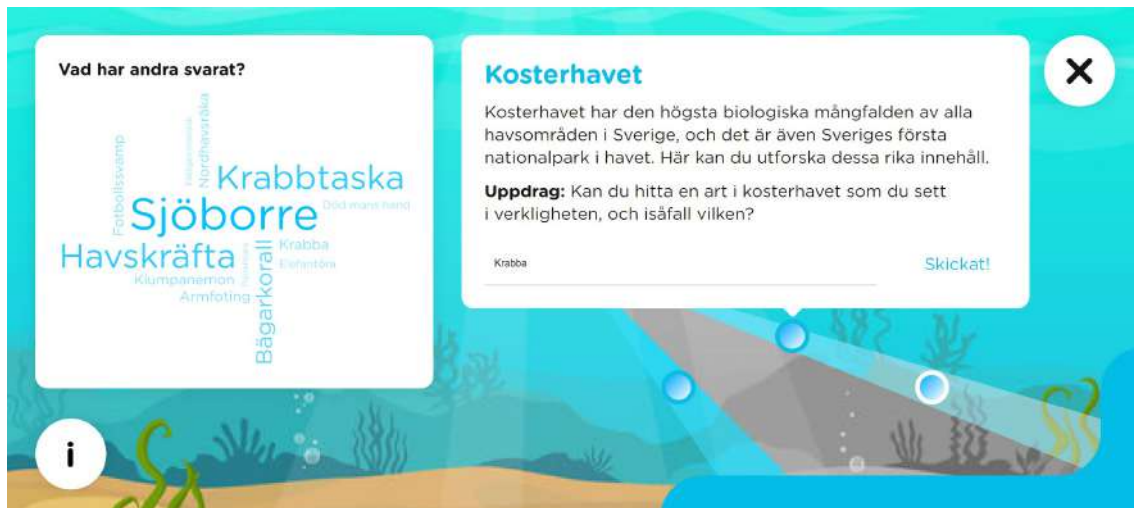 Vad har andra svarat?
Nordhavsräka
Fotbollssvamp
Krabbtaska
Sjöborre
Död mans hand
Havskräfta
Krabba
Elefantöra
Klumpanemon
Armfoting
Bägarkorall
Kosterhavet
Kosterhavet har den högsta biologiska mångfalden av alla
havsområden i Sverige, och det är även Sveriges första
nationalpark i havet. Här kan du utforska dessa rika innehåll.
Uppdrag: Kan du hitta en art i kosterhavet som du sett
i verkligheten, och isåfall vilken?
Krabba
Skickat!
i